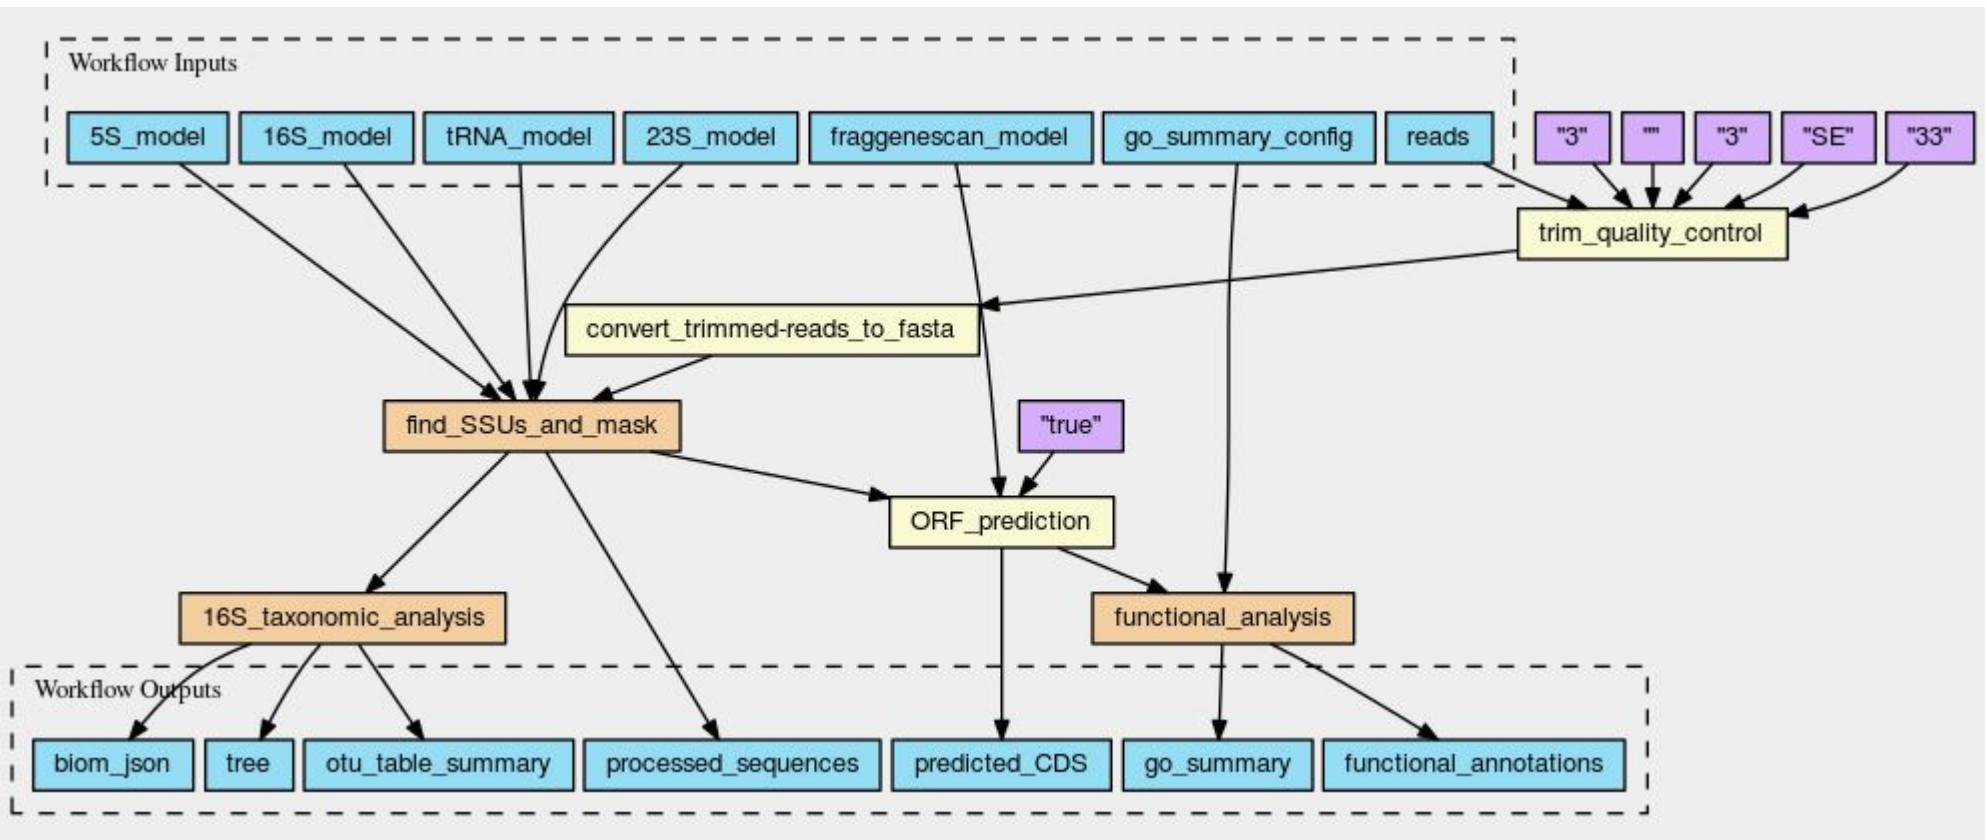 Workflow Inputs
5S_model
16S_model
tRNA_model
23S_model
fraggenescan_model
go_summary_config
reads
"3"
""
"3"
"SE"
"33"
trim_quality_control
convert_trimmed-reads_to_fasta
find_SSUs_and_mask
"true"
ORF_prediction
16S_taxonomic_analysis
functional_analysis
Workflow Outputs
biom_json
tree
otu_table_summary
processed_sequences
predicted_CDS
go_summary
functional_annotations